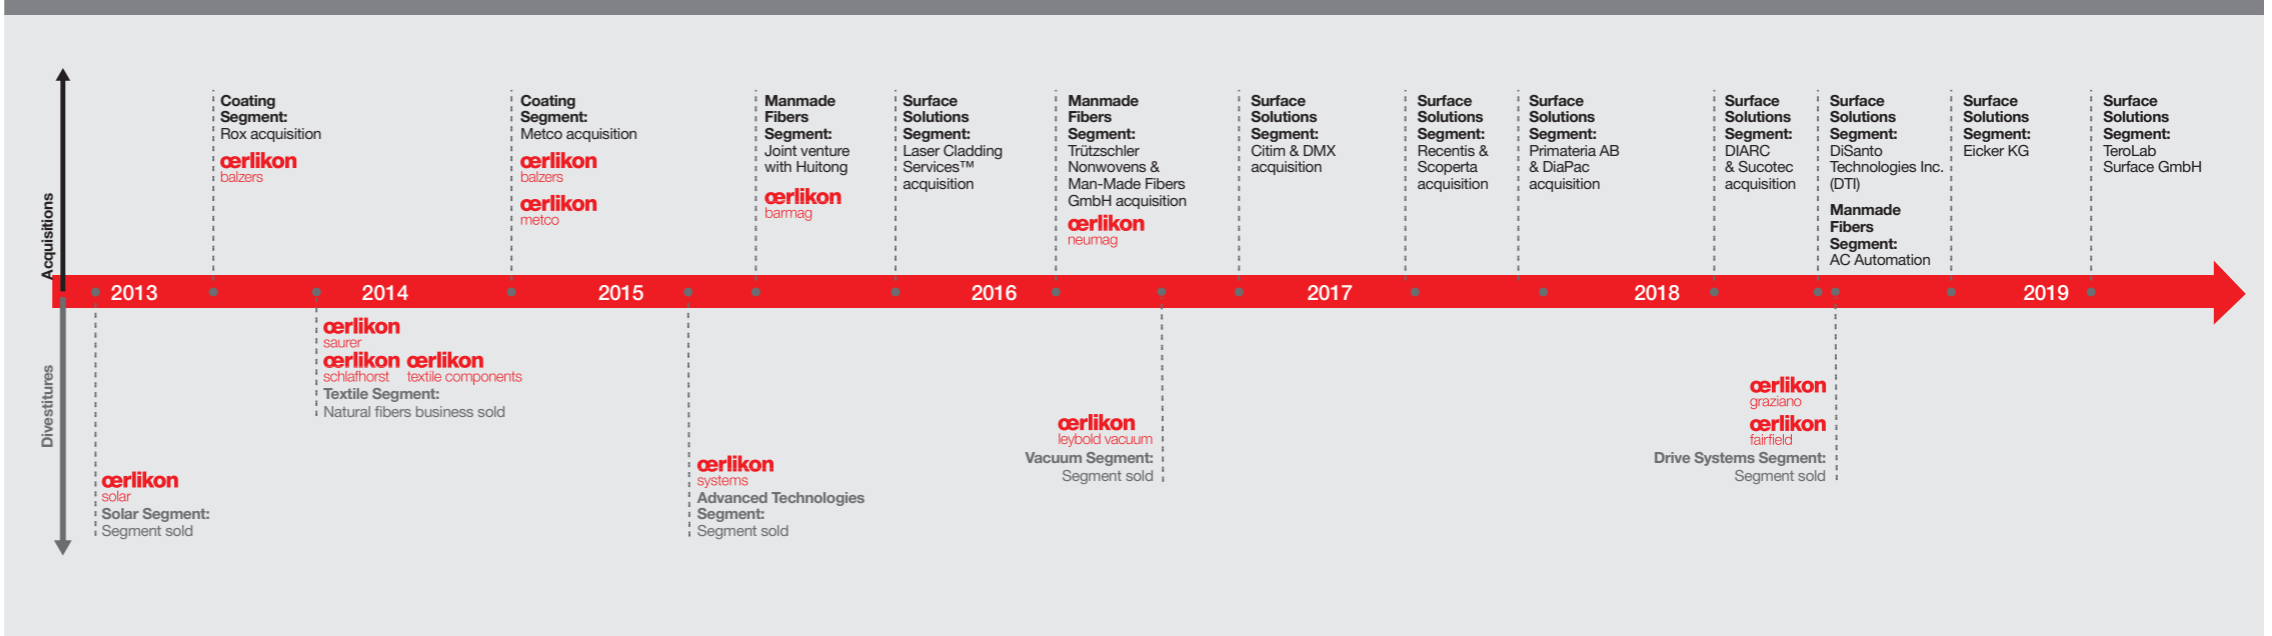 Acquisitions
Divestitures
Coating
Segment:
Rox acquisition
œrlikon
balzers
Coating
Segment:
Metco acquisition
œrlikon
balzers
œrlikon
metco
Manmade
Fibers
Segment:
Joint venture
with Huitong
œrlikon
barmag
Surface
Solutions
Segment:
Laser Cladding
Services™
acquisition
Manmade
Fibers
Segment:
Trützschler
Nonwovens &
Man-Made Fibers
GmbH acquisition
œrlikon
neumag
Surface
Solutions
Segment:
Citim & DMX
acquisition
Surface
Solutions
Segment:
Recentis &
Scoperta
acquisition
Surface
Solutions
Segment:
Primateria AB
& DiaPac
acquisition
Surface
Solutions
Segment:
DIARC
& Sucotec
acquisition
Surface
Solutions
Segment:
DiSanto
Technologies Inc.
(DTI)
Manmade
Fibers
Segment:
AC Automation
Surface
Solutions
Segment:
Eicker KG
Surface
Solutions
Segment:
TeroLab
Surface GmbH
2013 2014 2015 2016 2017 2018 2019
œrlikon
solar
Solar Segment:
Segment sold
œrlikon
saurer
œrlikon œrlikon
schlafhorst textile components
Textile Segment:
Natural fibers business sold
œrlikon
systems
Advanced Technologies
Segment:
Segment sold
œrlikon
leybold vacuum
Vacuum Segment:
Segment sold
œrlikon
graziano
œrlikon
fairfield
Drive Systems Segment:
Segment sold